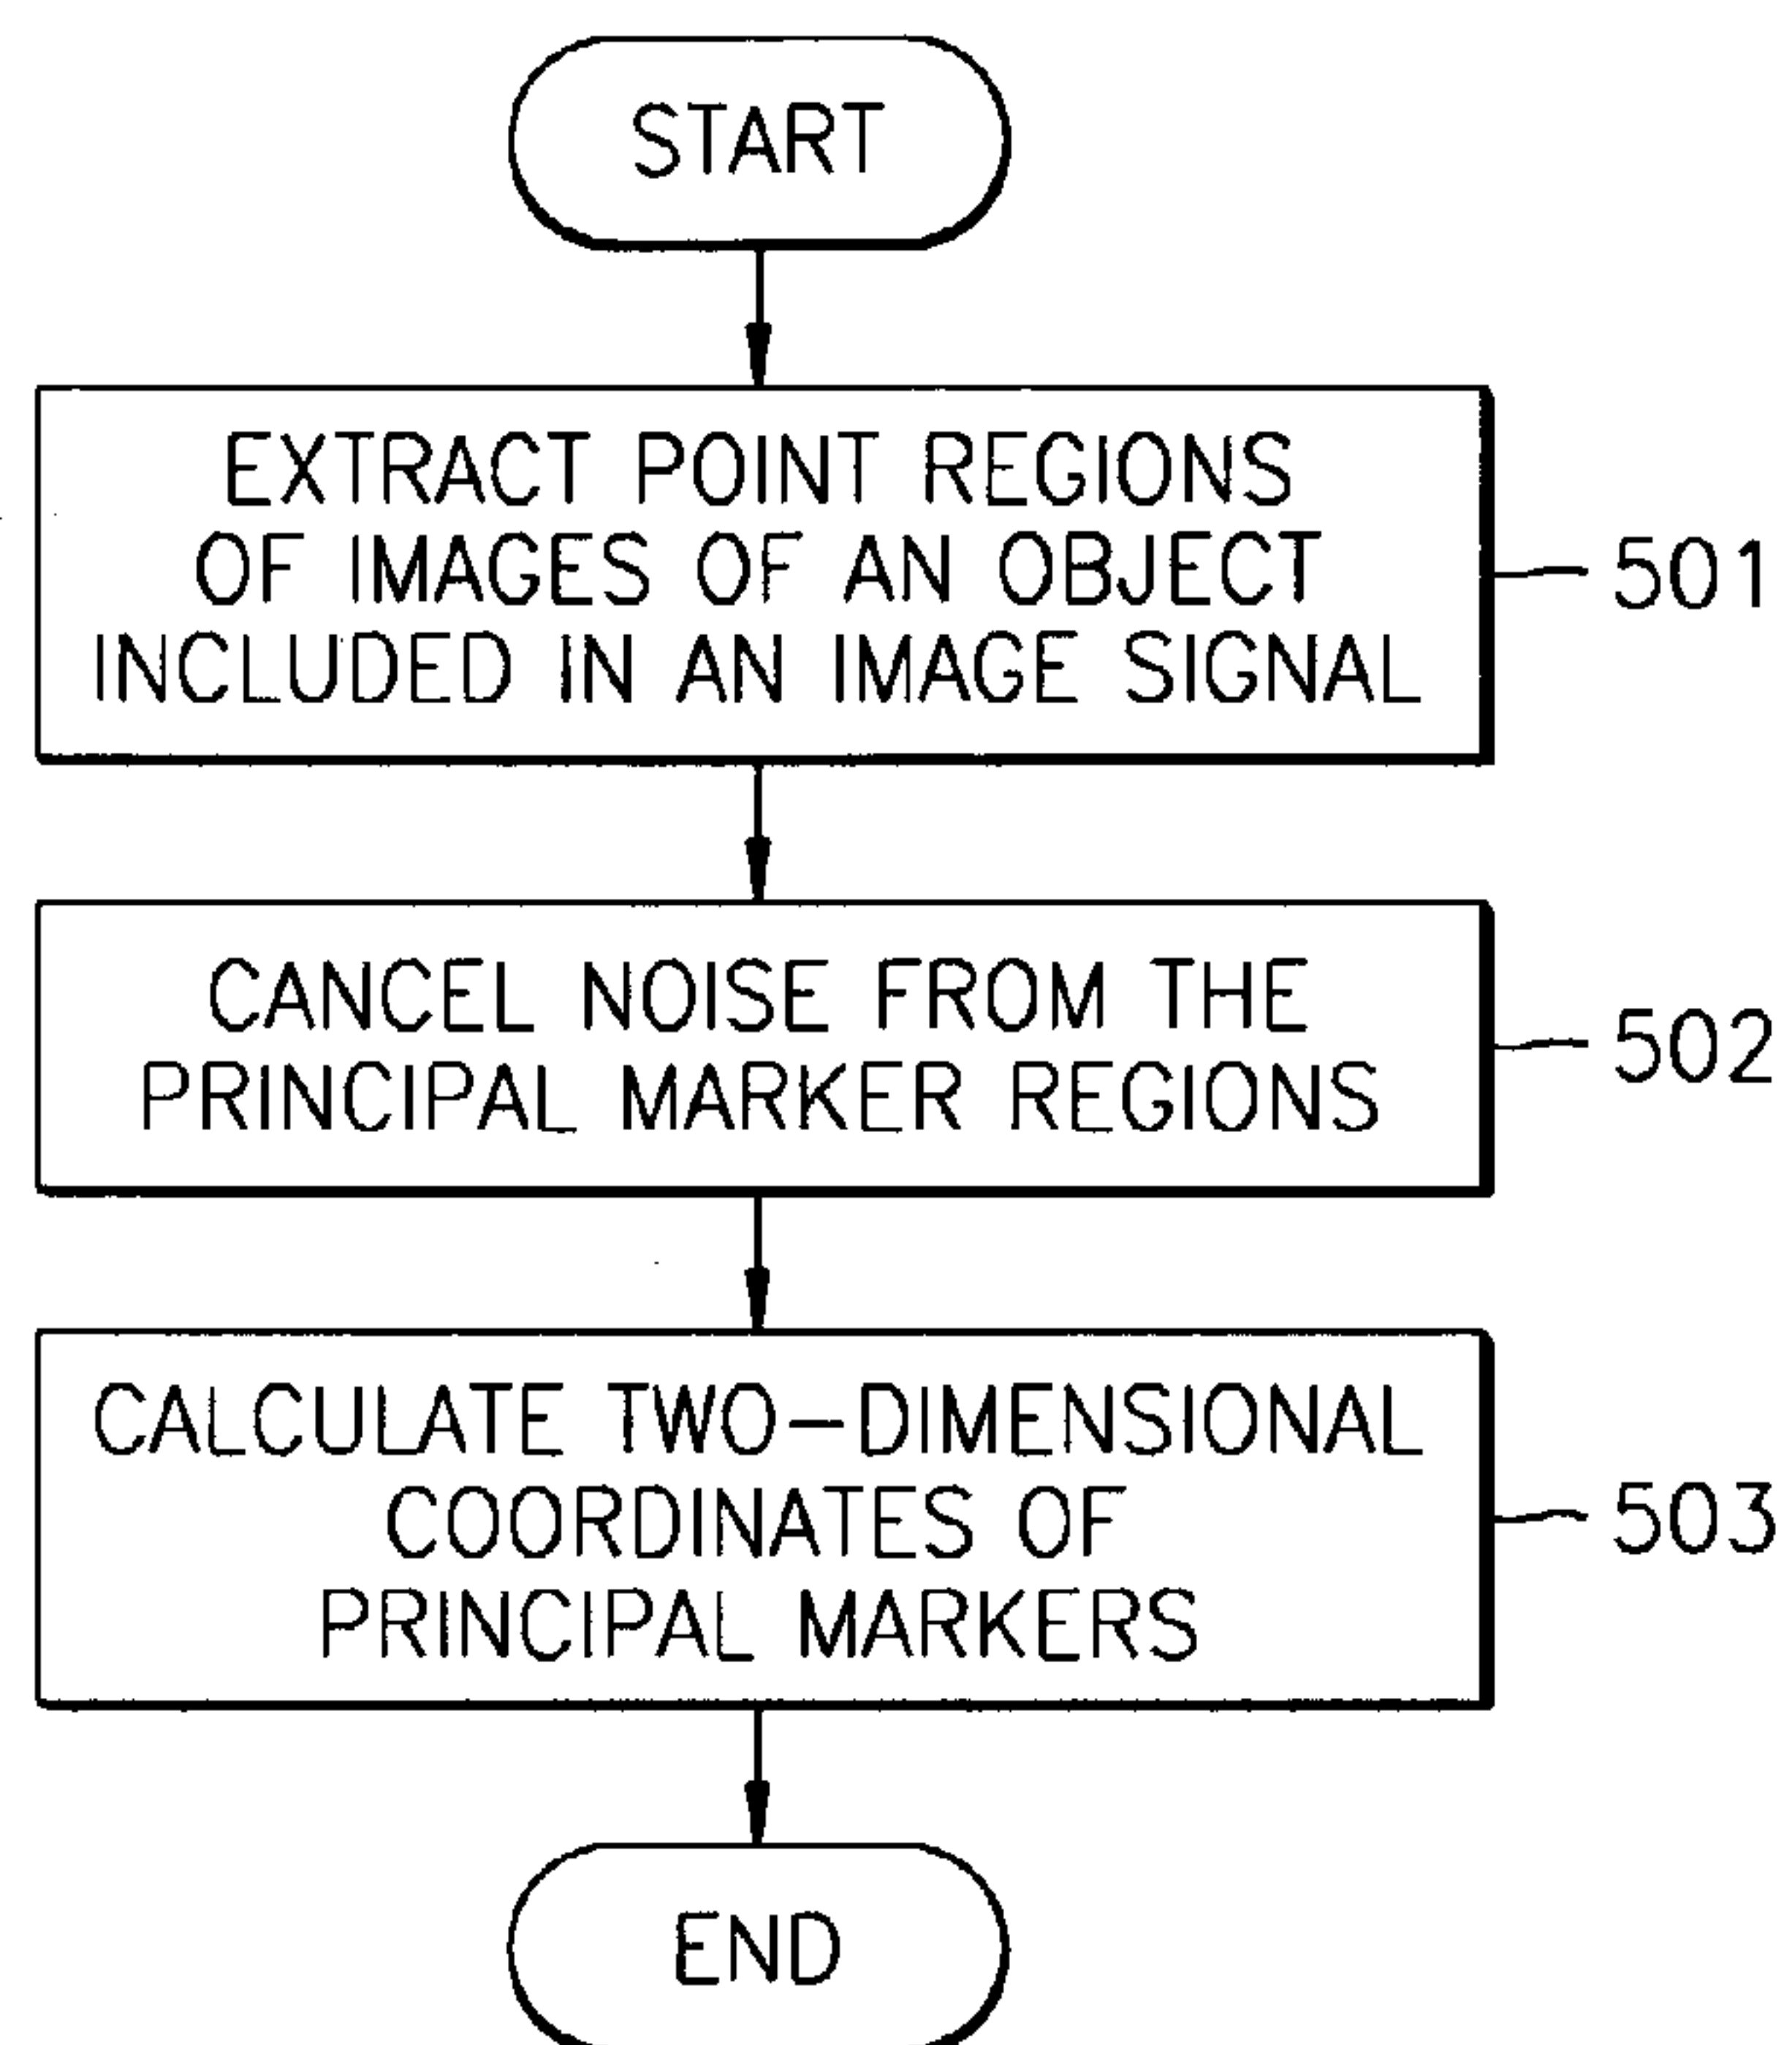 START
EXTRACT POINT REGIONS
OF IMAGES OF AN OBJECT
INCLUDED IN AN IMAGE SIGNAL
501
CANCEL NOISE FROM THE
PRINCIPAL MARKER REGIONS
502
CALCULATE TWO-DIMENSIONAL
COORDINATES OF
PRINCIPAL MARKERS
503
END